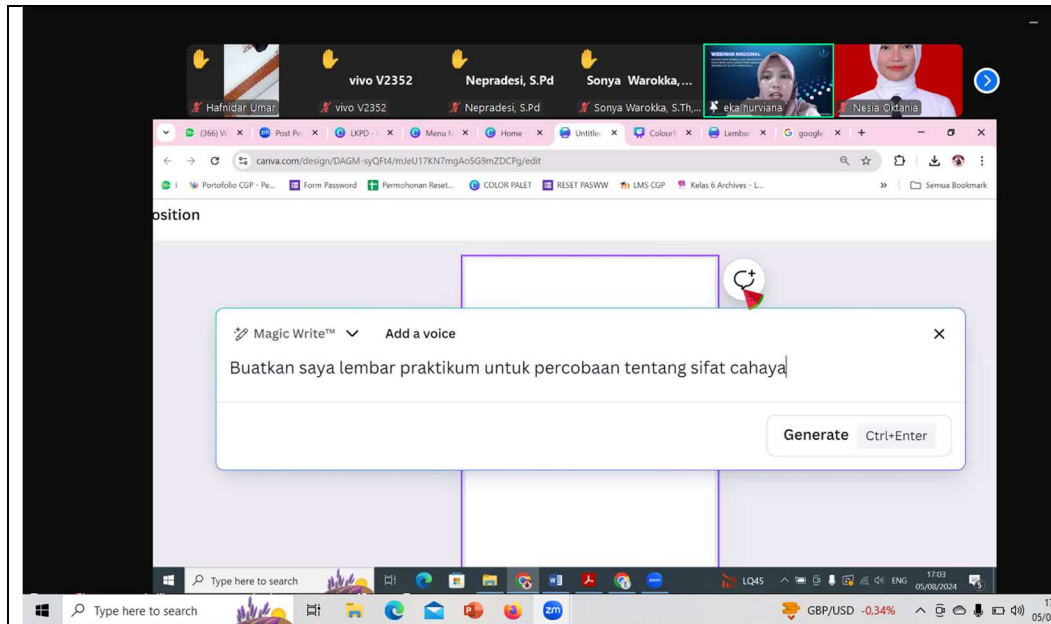 WEBINAR NASIONAL
vivo V2352
Nepradesi, S.Pd
Sonya Warokka,...
Hafnidar Umar
vivo V2352
Nepradesi, S.Pd
Sonya Warokka, S.Th,...
eka nurviana
Nesia Oktania
(366) W
Post Pe
LKPD -
Menu
Home
Untitle
Colour
Lembar
google
canva.com/design/DAGM-syQFt4/mJeU17KN7mgAo5G9mZDCPg/edit
Portofolio CGP - Pe...
Form Password
Permohonan Reset...
COLOR PALET
RESET PASWW
LMS CGP
Kelas 6 Archives - L...
Semua Bookmark
osition
Magic Write™
Add a voice
Buatkan saya lembar praktikum untuk percobaan tentang sifat cahaya
Generate Ctrl+Enter
Type here to search
LQ45
ENG
17:03
05/08/2024
Type here to search
GBP/USD -0,34%